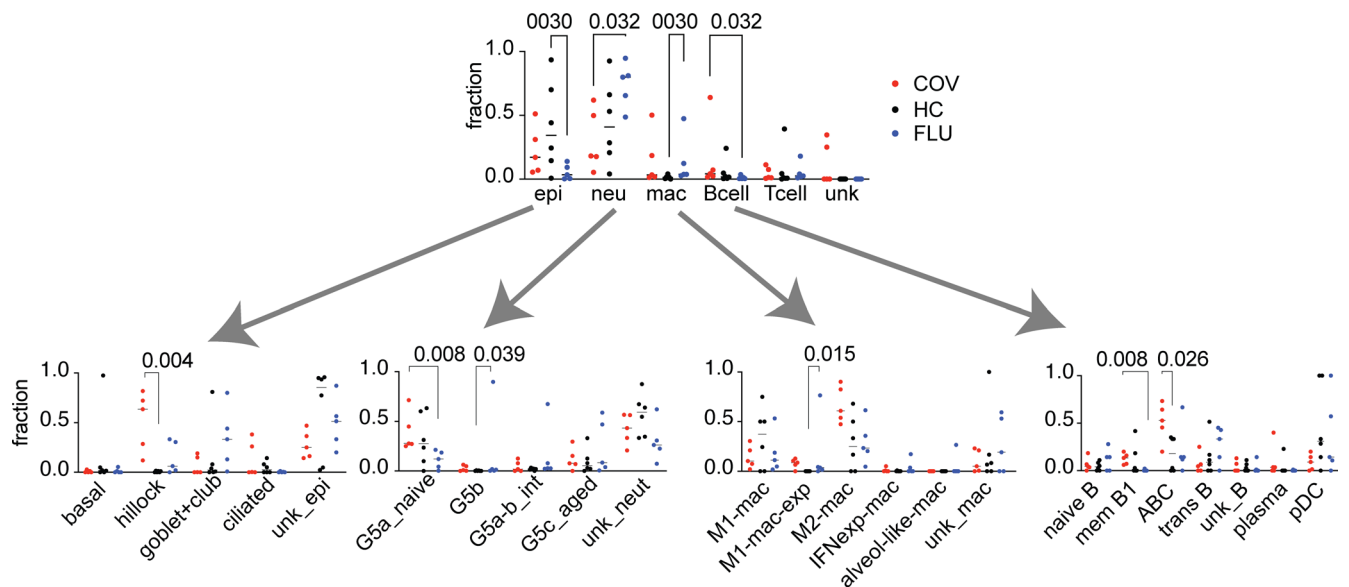 0030 0.032 0030 0.032
1.0
0.5
0.0
fraction
COV
HC
FLU
epi neu mac Bcell Tcell unk
fraction
1.0
0.5
0.0
0.004
basal
hillock
goblet+club
ciliated
unk_epi
1.0
0.5
0.0
0.008 0.039
G5a_naive
G5b
G5a-b_int
G5c_aged
unk_neut
1.0
0.5
0.0
0.015
M1-mac
M1-mac-exp
M2-mac
IFNexp-mac
alveol-like-mac
unk_mac
1.0
0.5
0.0
0.008 0.026
naive B
mem B1
ABC
trans B
unk_B
plasma
pDC